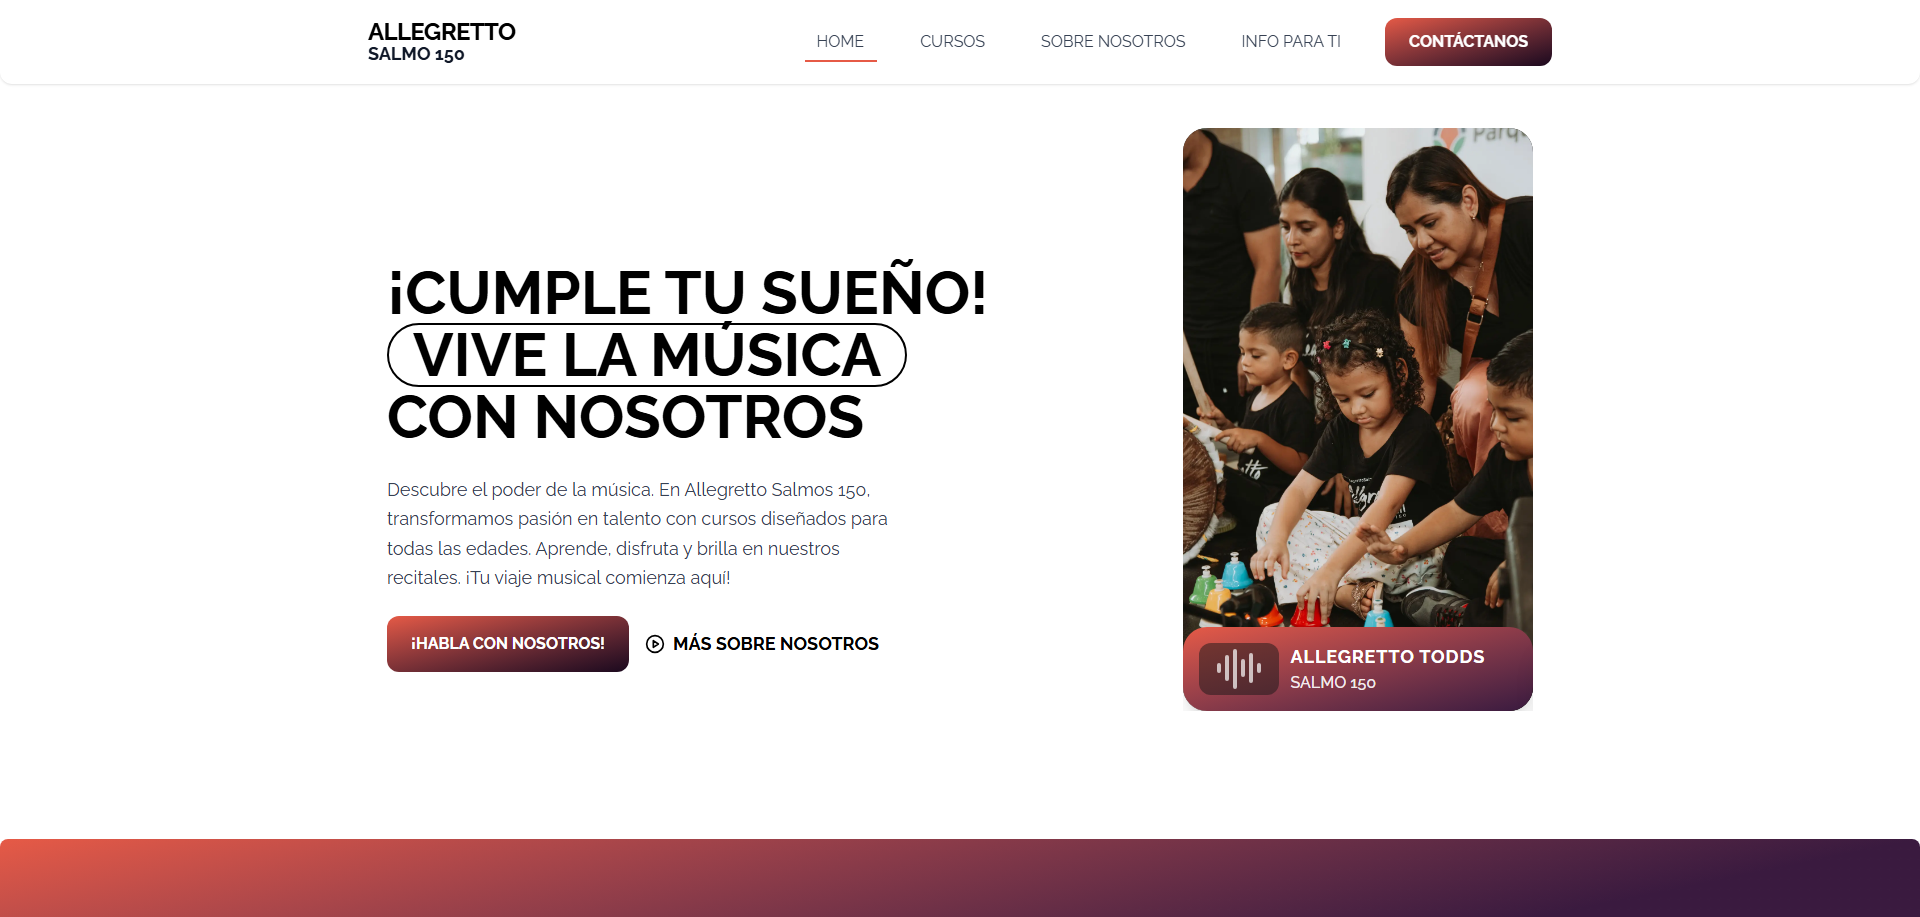 ALLEGRETTO
SALMO 150
HOME
CURSOS
SOBRE NOSOTROS
INFO PARA TI
CONTÁCTANOS
¡CUMPLE TU SUEÑO!
VIVE LA MÚSICA
CON NOSOTROS
Descubre el poder de la música. En Allegretto Salmos 150,
transformamos pasión en talento con cursos diseñados para
todas las edades. Aprende, disfruta y brilla en nuestros
recitales. ¡Tu viaje musical comienza aquí!
¡HABLA CON NOSOTROS!
MÁS SOBRE NOSOTROS
ALLEGRETTO TODDS
SALMO 150